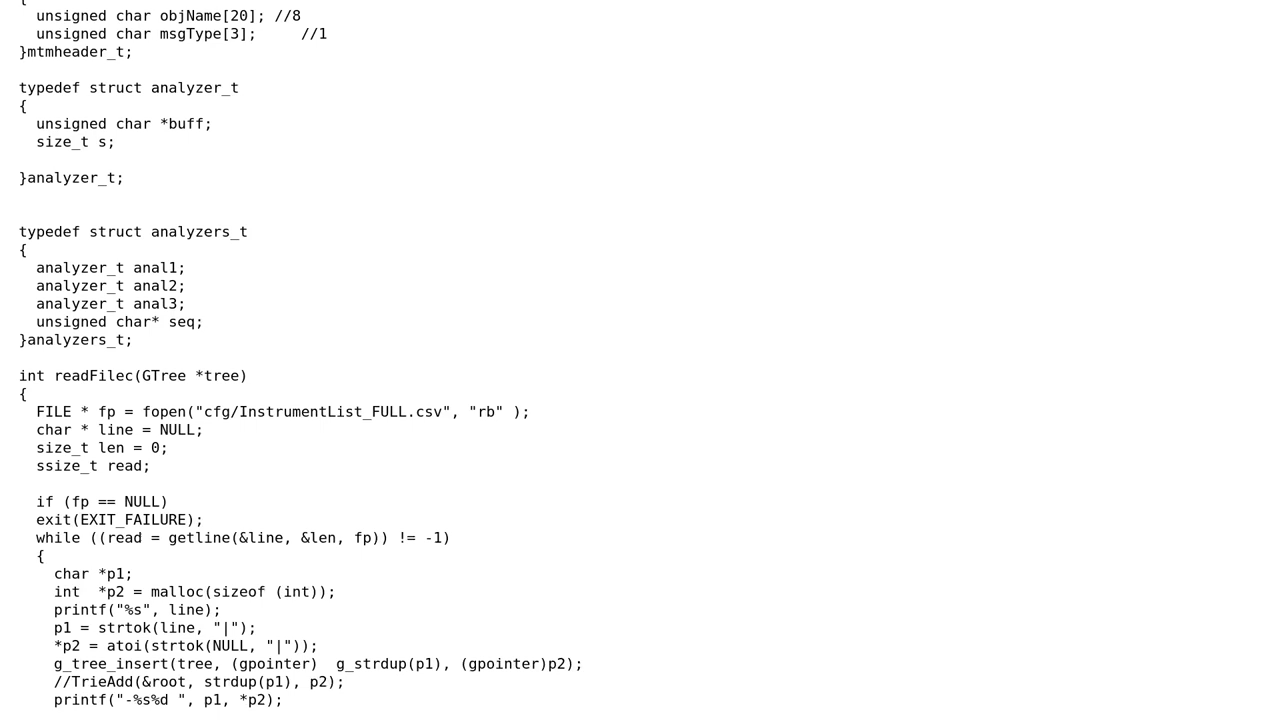 {
unsigned char objName[20]; //8
unsigned char msgType[3];     //1
}mtmheader_t;
typedef struct analyzer_t
{
unsigned char *buff;
size_t s;
}analyzer_t;
typedef struct analyzers_t
{
analyzer_t anal1;
analyzer_t anal2;
analyzer_t anal3;
unsigned char* seq;
}analyzers_t;
int readFilec(GTree *tree)
{
FILE * fp = fopen("cfg/InstrumentList_FULL.csv", "rb" );
char * line = NULL;
size_t len = 0;
ssize_t read;
if (fp == NULL)
exit(EXIT_FAILURE);
while ((read = getline(&line, &len, fp)) != -1)
{
char *p1;
int  *p2 = malloc(sizeof (int));
printf("%s", line);
p1 = strtok(line, "|");
*p2 = atoi(strtok(NULL, "|"));
g_tree_insert(tree, (gpointer)  g_strdup(p1), (gpointer)p2);
//TrieAdd(&root, strdup(p1), p2);
printf("-%s%d ", p1, *p2);